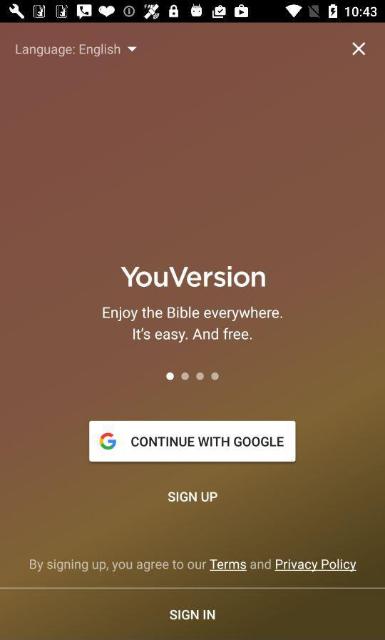 10:43
Language: English
YouVersion
Enjoy the Bible everywhere.
It's easy. And free.
CONTINUE WITH GOOGLE
SIGN UP
By signing up, you agree to our Terms and Privacy Policy
SIGN IN